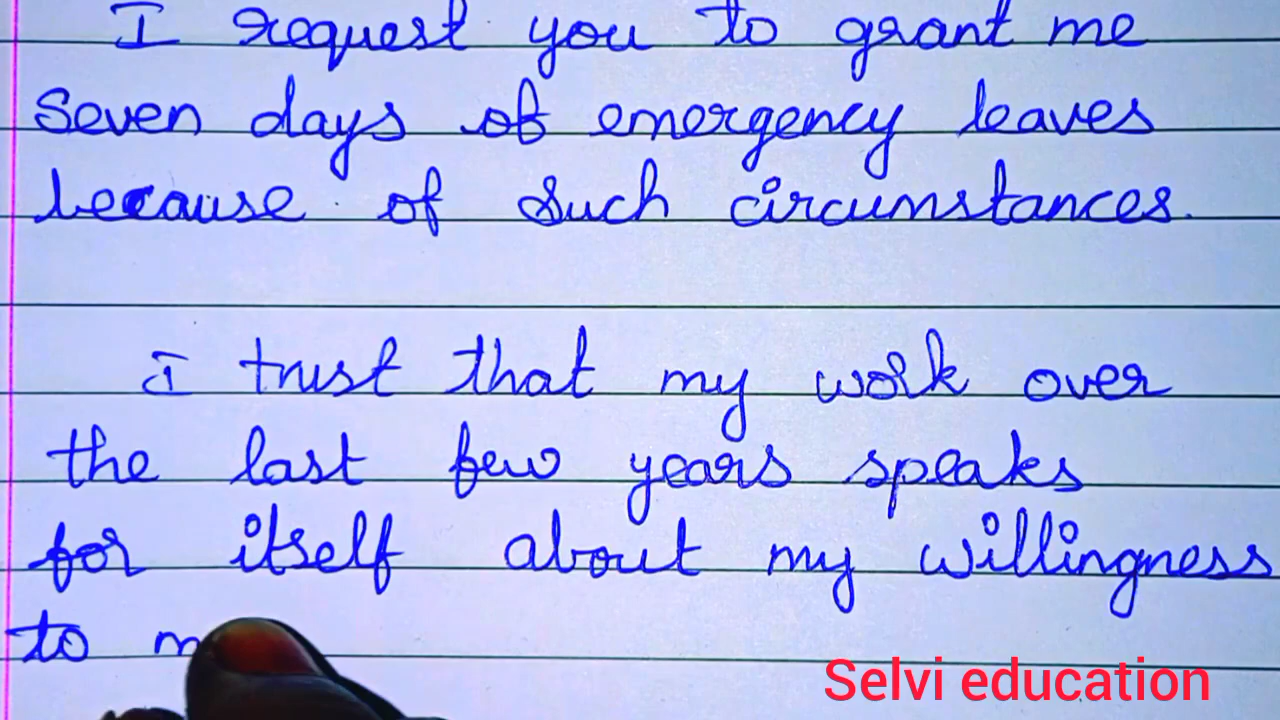 I request you to grant me
seven days of emergency leaves
because of such circumstances.
I trust that my work over
the last few years speaks
for itself about my willingness
to
Selvi education